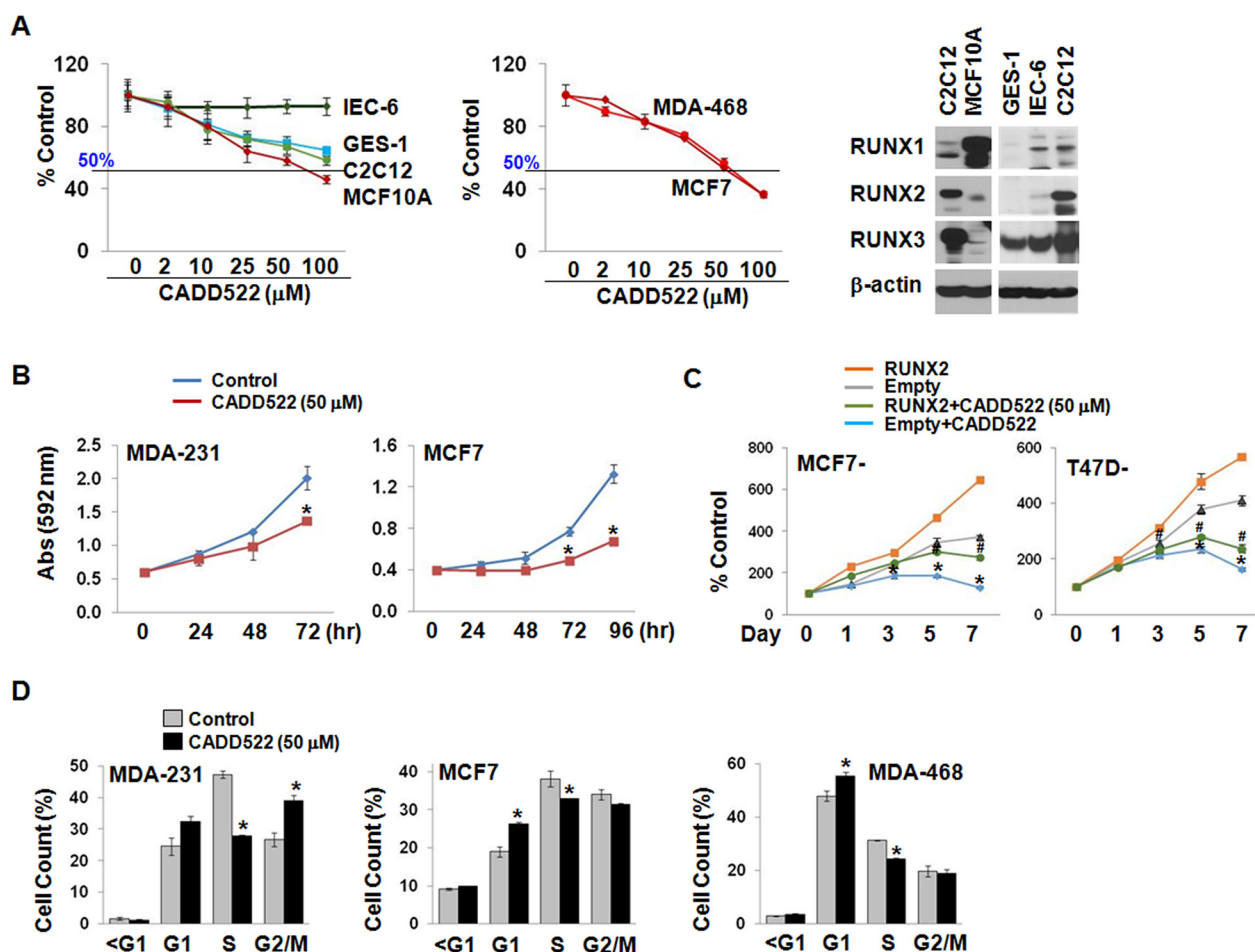 A
120
80
50%
40
0
% Control
IEC-6
GES-1
C2C12
MCF10A
0 2 10 25 50 100
CADD522 (μM)
120
80
50%
40
0
% Control
MDA-468
MCF7
0 2 10 25 50 100
CADD522 (μM)
C2C12
MCF10A
GES-1
IEC-6
C2C12
RUNX1
RUNX2
RUNX3
β-actin
B
Control
CADD522 (50 μM)
Abs (592 nm)
2.5
2.0
1.5
1.0
0.5
0.0
MDA-231
*
0 24 48 72 (hr)
1.6
1.2
0.8
0.4
0.0
MCF7
* *
0 24 48 72 96 (hr)
C
RUNX2
Empty
RUNX2+CADD522 (50 μM)
Empty+CADD522
% Control
800
600
400
200
0
MCF7-
# #
* * *
Day 0 1 3 5 7
600
400
200
0
T47D-
# # #
* *
0 1 3 5 7
D
Control
CADD522 (50 μM)
Cell Count (%)
50
40
30
20
10
0
MDA-231
* *
<G1 G1 S G2/M
Cell Count (%)
40
30
20
10
0
MCF7
* *
<G1 G1 S G2/M
Cell Count (%)
60
40
20
0
MDA-468
* *
<G1 G1 S G2/M